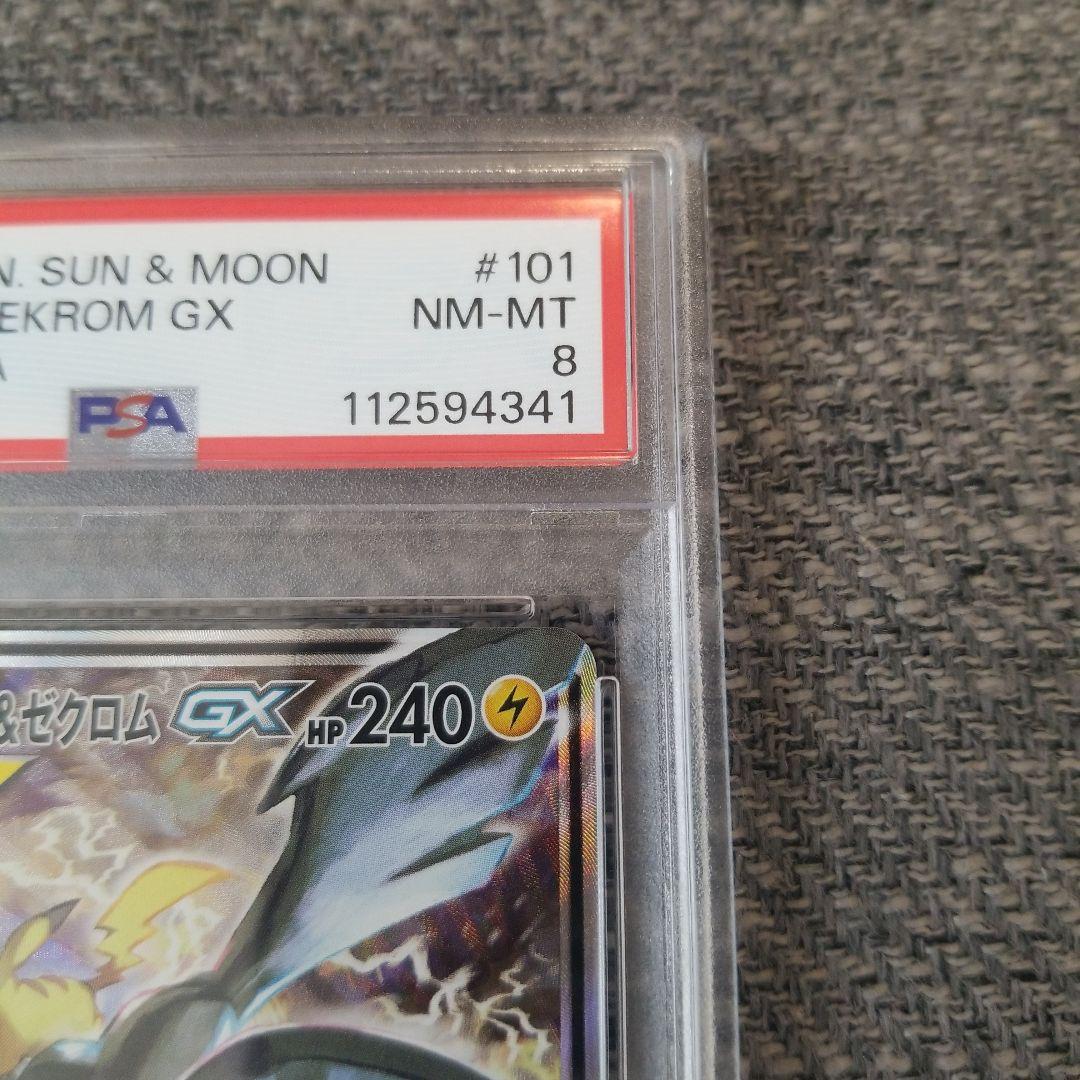 N. SUN & MOON #101
EKROM GX NM-MT
8
PSA 112594341
&ゼクロム GX HP 240